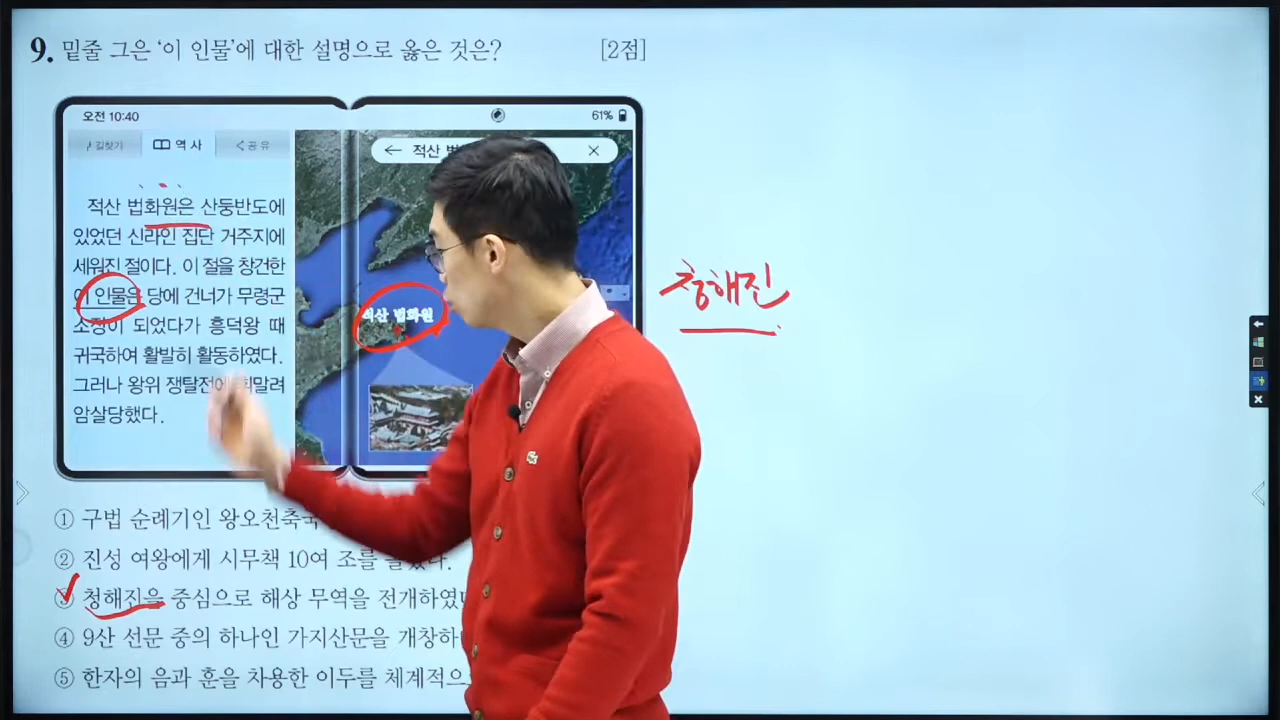 9. 밑줄 그은 '이 인물'에 대한 설명으로 옳은 것은? [2점]
오전 10:40
61%
길찾기
역사
공유
← 적산 ×
적산 법화원은 산둥반도에
있었던 신라인 집단 거주지에
세워진 절이다. 이 절을 창건한
이 인물은 당에 건너가 무령군
소장이 되었다가 흥덕왕 때
귀국하여 활발히 활동하였다.
그러나 왕위 쟁탈전에 휘말려
암살당했다.
적산 법화원
청해진
① 구법 순례기인 왕오천축국
② 진성 여왕에게 시무책 10여 조를
③ 청해진을 중심으로 해상 무역을 전개하였
④ 9산 선문 중의 하나인 가지산문을 개창하
⑤ 한자의 음과 훈을 차용한 이두를 체계적으